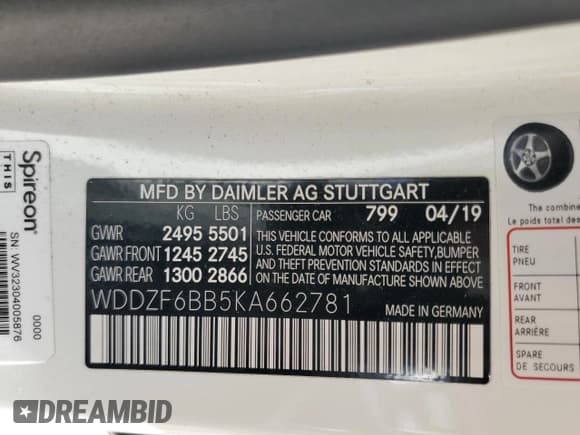 MFD BY DAIMLER AG STUTTGART
KG LBS PASSENGER CAR 799 04/19
GVWR 2495 5501
GAWR FRONT 1245 2745
GAWR REAR 1300 2866
THIS VEHICLE CONFORMS TO ALL APPLICABLE
U.S. FEDERAL MOTOR VEHICLE SAFETY, BUMPER
AND THEFT PREVENTION STANDARDS IN EFFECT
ON THE DATE OF MANUFACTURE SHOWN ABOVE
WDDZF6BB5KA662781
MADE IN GERMANY
Spireon
THIS
SN: WV32304005876
0000
The combine
Le poids total des
TIRE
PNEU
FRONT
AVANT
REAR
ARRIÈRE
SPARE
DE SECOURS
DREAMBID